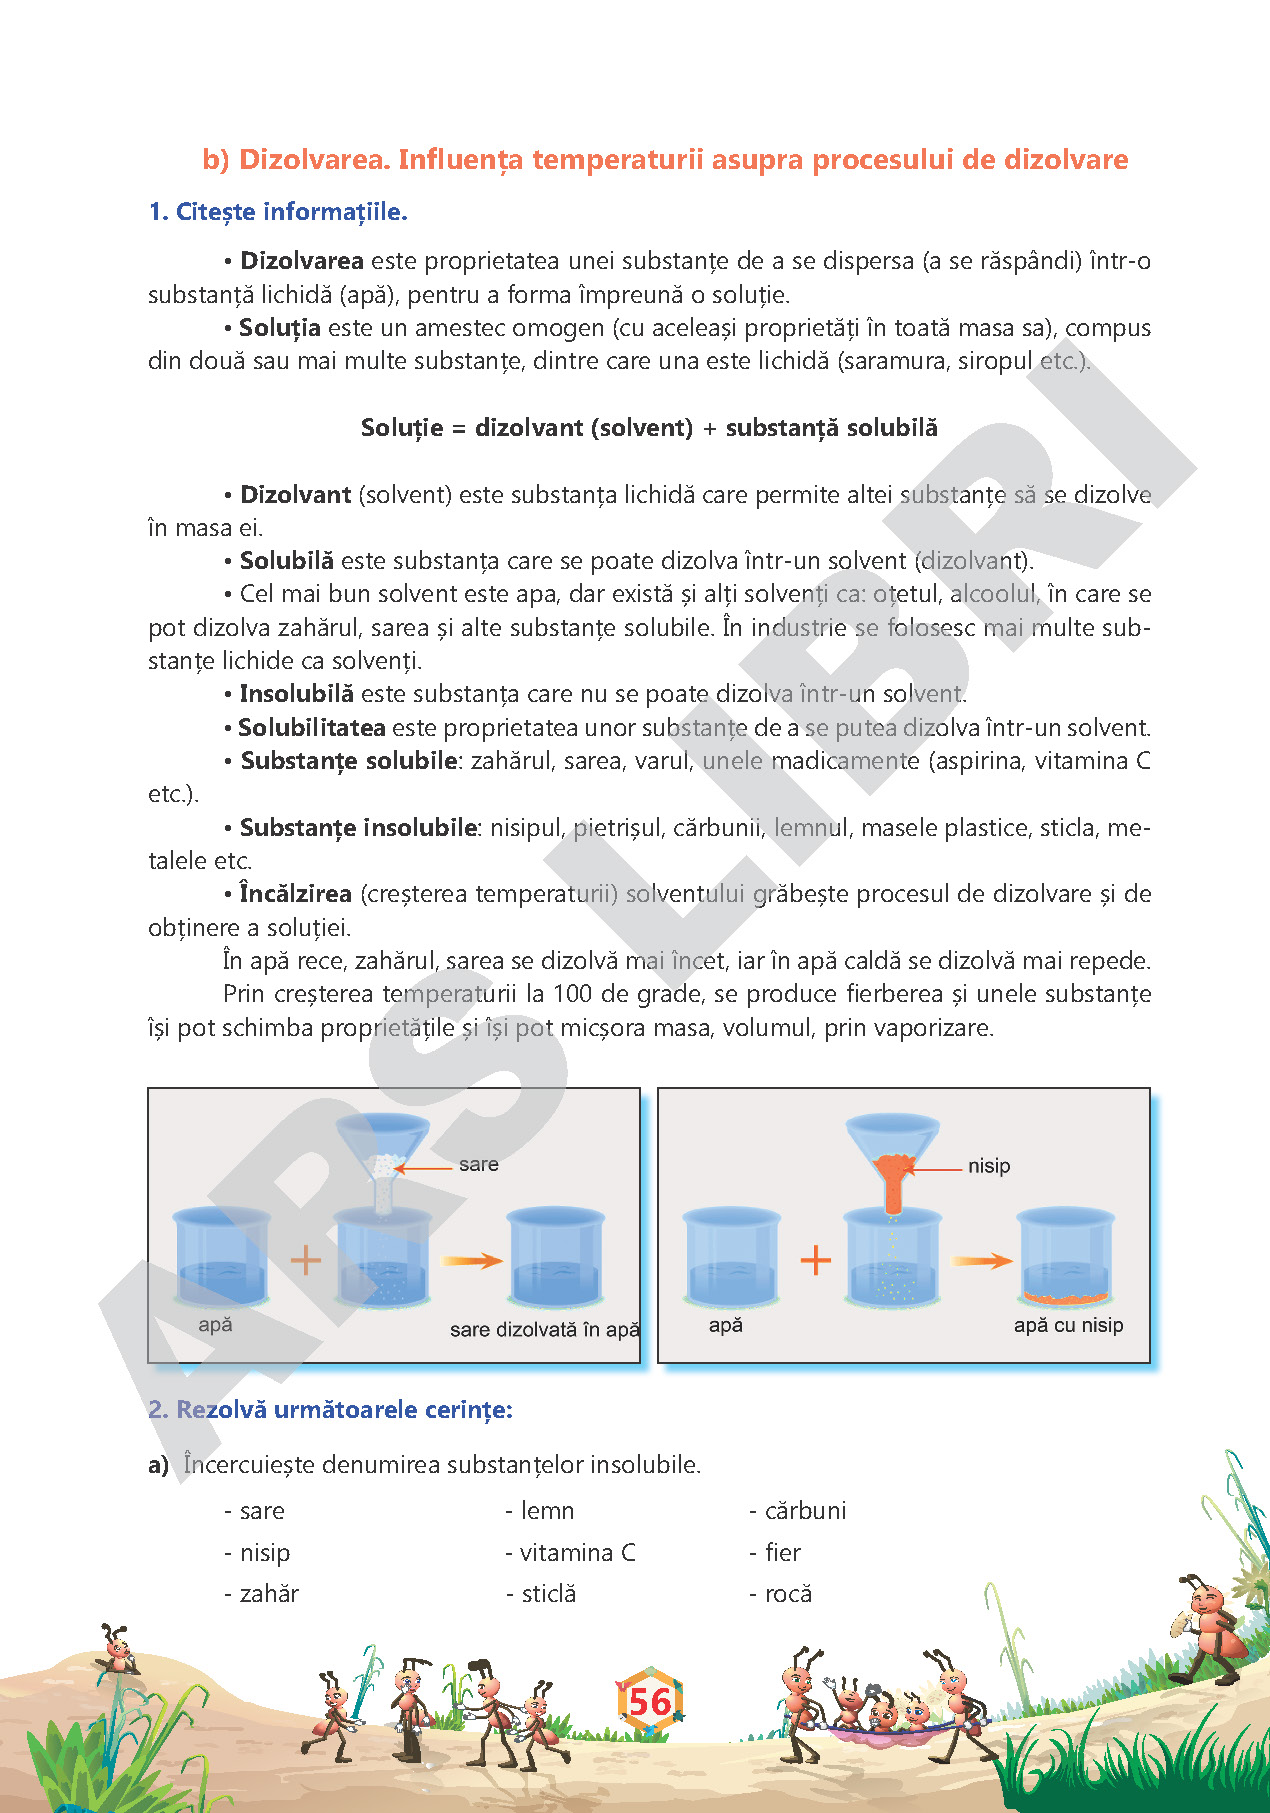 b) Dizolvarea. Influența temperaturii asupra procesului de dizolvare
1. Citește informațiile.
• Dizolvarea este proprietatea unei substanțe de a se dispersa (a se răspândi) într-o
substanță lichidă (apă), pentru a forma împreună o soluție.
• Soluția este un amestec omogen (cu aceleași proprietăți în toată masa sa), compus
din două sau mai multe substanțe, dintre care una este lichidă (saramura, siropul etc.).
Soluție = dizolvant (solvent) + substanță solubilă
• Dizolvant (solvent) este substanța lichidă care permite altei substanțe să se dizolve
în masa ei.
• Solubilă este substanța care se poate dizolva într-un solvent (dizolvant).
• Cel mai bun solvent este apa, dar există și alți solvenți ca: oțetul, alcoolul, în care se
pot dizolva zahărul, sarea și alte substanțe solubile. În industrie se folosesc mai multe sub-
stanțe lichide ca solvenți.
• Insolubilă este substanța care nu se poate dizolva într-un solvent.
• Solubilitatea este proprietatea unor substanțe de a se putea dizolva într-un solvent.
• Substanțe solubile: zahărul, sarea, varul, unele madicamente (aspirina, vitamina C
etc.).
• Substanțe insolubile: nisipul, pietrișul, cărbunii, lemnul, masele plastice, sticla, me-
talele etc.
• Încălzirea (creșterea temperaturii) solventului grăbește procesul de dizolvare și de
obținere a soluției.
În apă rece, zahărul, sarea se dizolvă mai încet, iar în apă caldă se dizolvă mai repede.
Prin creșterea temperaturii la 100 de grade, se produce fierberea și unele substanțe
își pot schimba proprietățile și își pot micșora masa, volumul, prin vaporizare.
sare
apă
sare dizolvată în apă
nisip
apă
apă cu nisip
2. Rezolvă următoarele cerințe:
a) Încercuiește denumirea substanțelor insolubile.
- sare - lemn - cărbuni
- nisip - vitamina C - fier
- zahăr - sticlă - rocă
56
ARS LIBRI